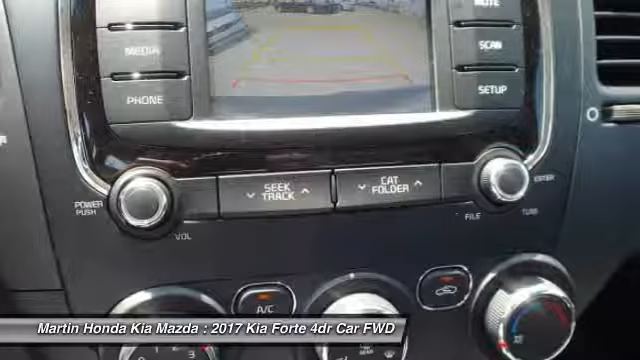 MUTE
MEDIA
SCAN
PHONE
SETUP
SEEK
TRACK
CAT
FOLDER
POWER
PUSH
VOL
ENTER
FILE
TUNE
A/C
Martin Honda Kia Mazda : 2017 Kia Forte 4dr Car FWD